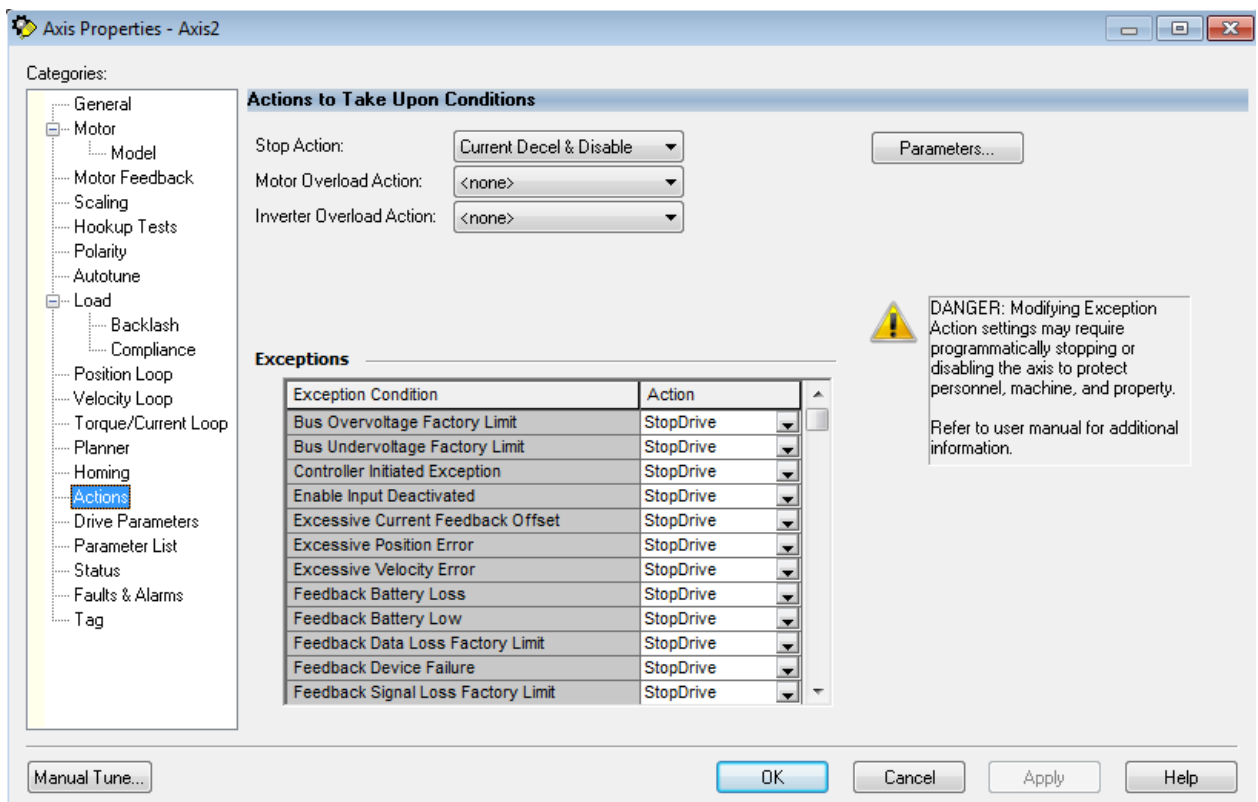 Axis Properties - Axis2
Categories:
General
Motor
Model
Motor Feedback
Scaling
Hookup Tests
Polarity
Autotune
Load
Backlash
Compliance
Position Loop
Velocity Loop
Torque/Current Loop
Planner
Homing
Actions
Drive Parameters
Parameter List
Status
Faults & Alarms
Tag
Actions to Take Upon Conditions
Stop Action: Current Decel & Disable Parameters...
Motor Overload Action: <none>
Inverter Overload Action: <none>
DANGER: Modifying Exception
Action settings may require
programmatically stopping or
disabling the axis to protect
personnel, machine, and property.
Refer to user manual for additional
information.
Exceptions
Exception Condition Action
Bus Overvoltage Factory Limit StopDrive
Bus Undervoltage Factory Limit StopDrive
Controller Initiated Exception StopDrive
Enable Input Deactivated StopDrive
Excessive Current Feedback Offset StopDrive
Excessive Position Error StopDrive
Excessive Velocity Error StopDrive
Feedback Battery Loss StopDrive
Feedback Battery Low StopDrive
Feedback Data Loss Factory Limit StopDrive
Feedback Device Failure StopDrive
Feedback Signal Loss Factory Limit StopDrive
Manual Tune... OK Cancel Apply Help